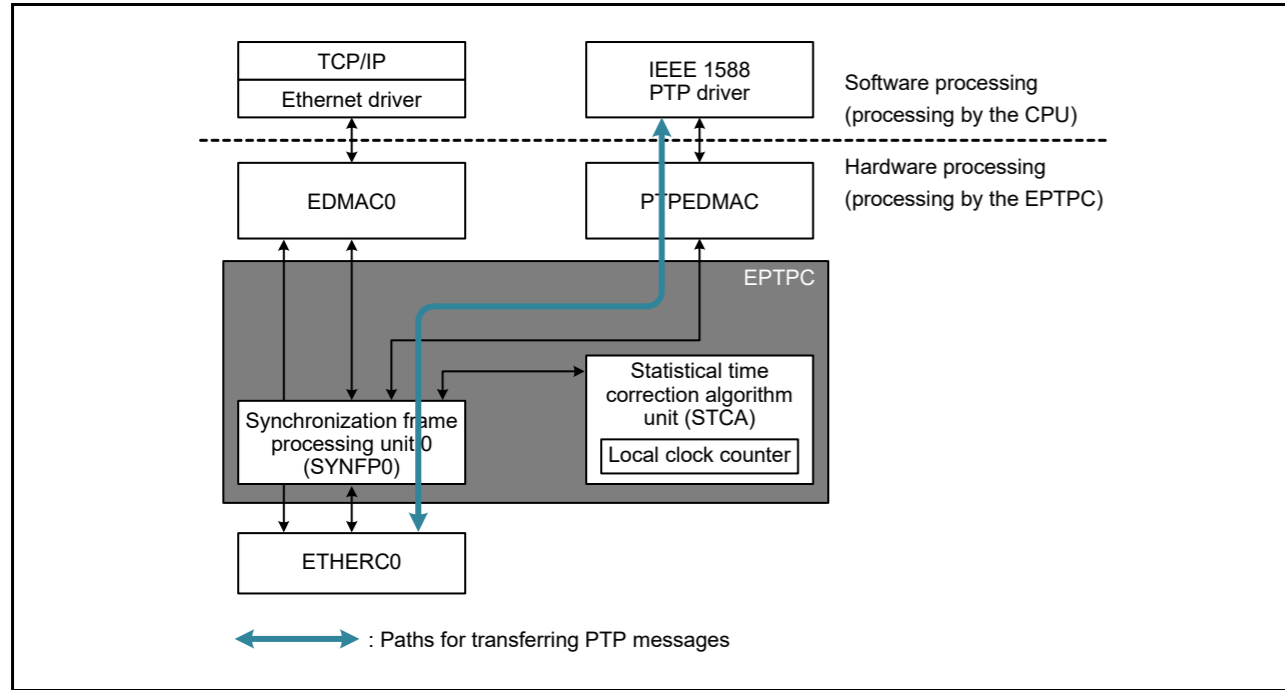 TCP/IP
Ethernet driver
IEEE 1588
PTP driver
Software processing
(processing by the CPU)
Hardware processing
(processing by the EPTPC)
EDMAC0
PTPEDMAC
EPTPC
Synchronization frame
processing unit 0
(SYNFP0)
Statistical time
correction algorithm
unit (STCA)
Local clock counter
ETHERC0
: Paths for transferring PTP messages